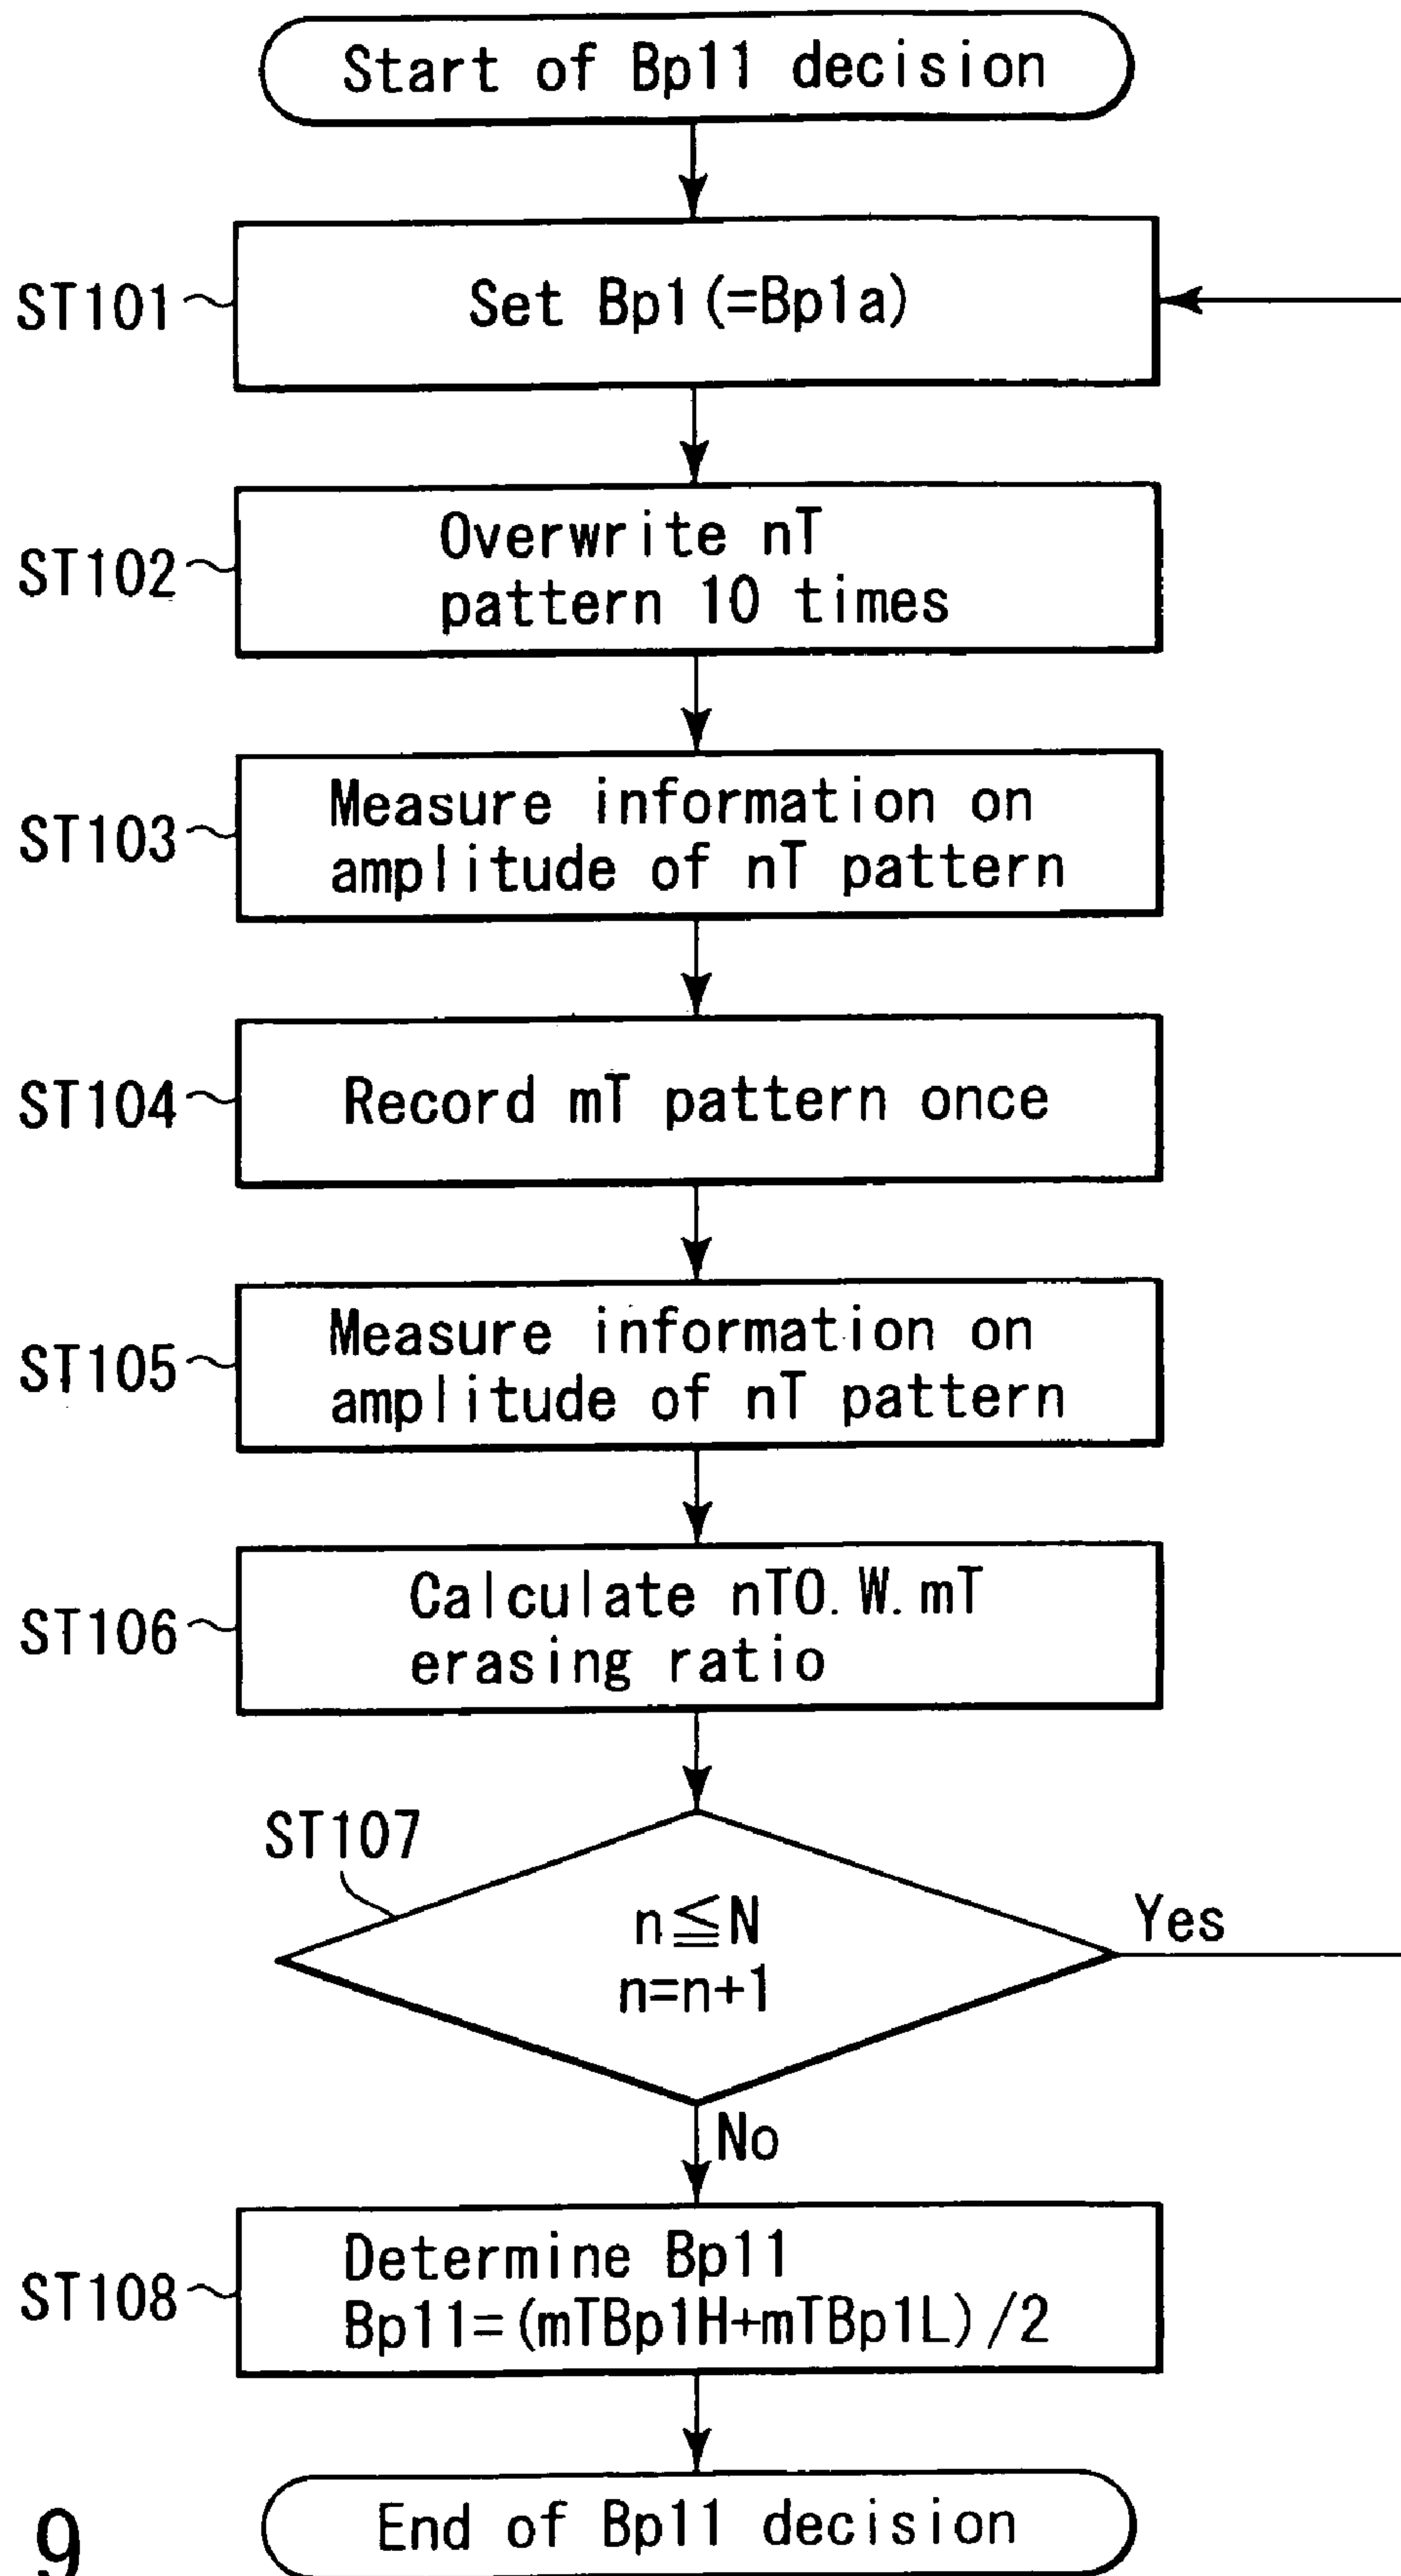 Start of Bp11 decision
ST101
Set Bp1(=Bp1a)
ST102
Overwrite nT
pattern 10 times
ST103
Measure information on
amplitude of nT pattern
ST104
Record mT pattern once
ST105
Measure information on
amplitude of nT pattern
ST106
Calculate nTO.W.mT
erasing ratio
ST107
n≦N
n=n+1
Yes
No
ST108
Determine Bp11
Bp11=(mTBp1H+mTBp1L)/2
End of Bp11 decision
9